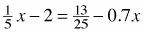 1/5 x − 2 = 13/25 − 0.7x